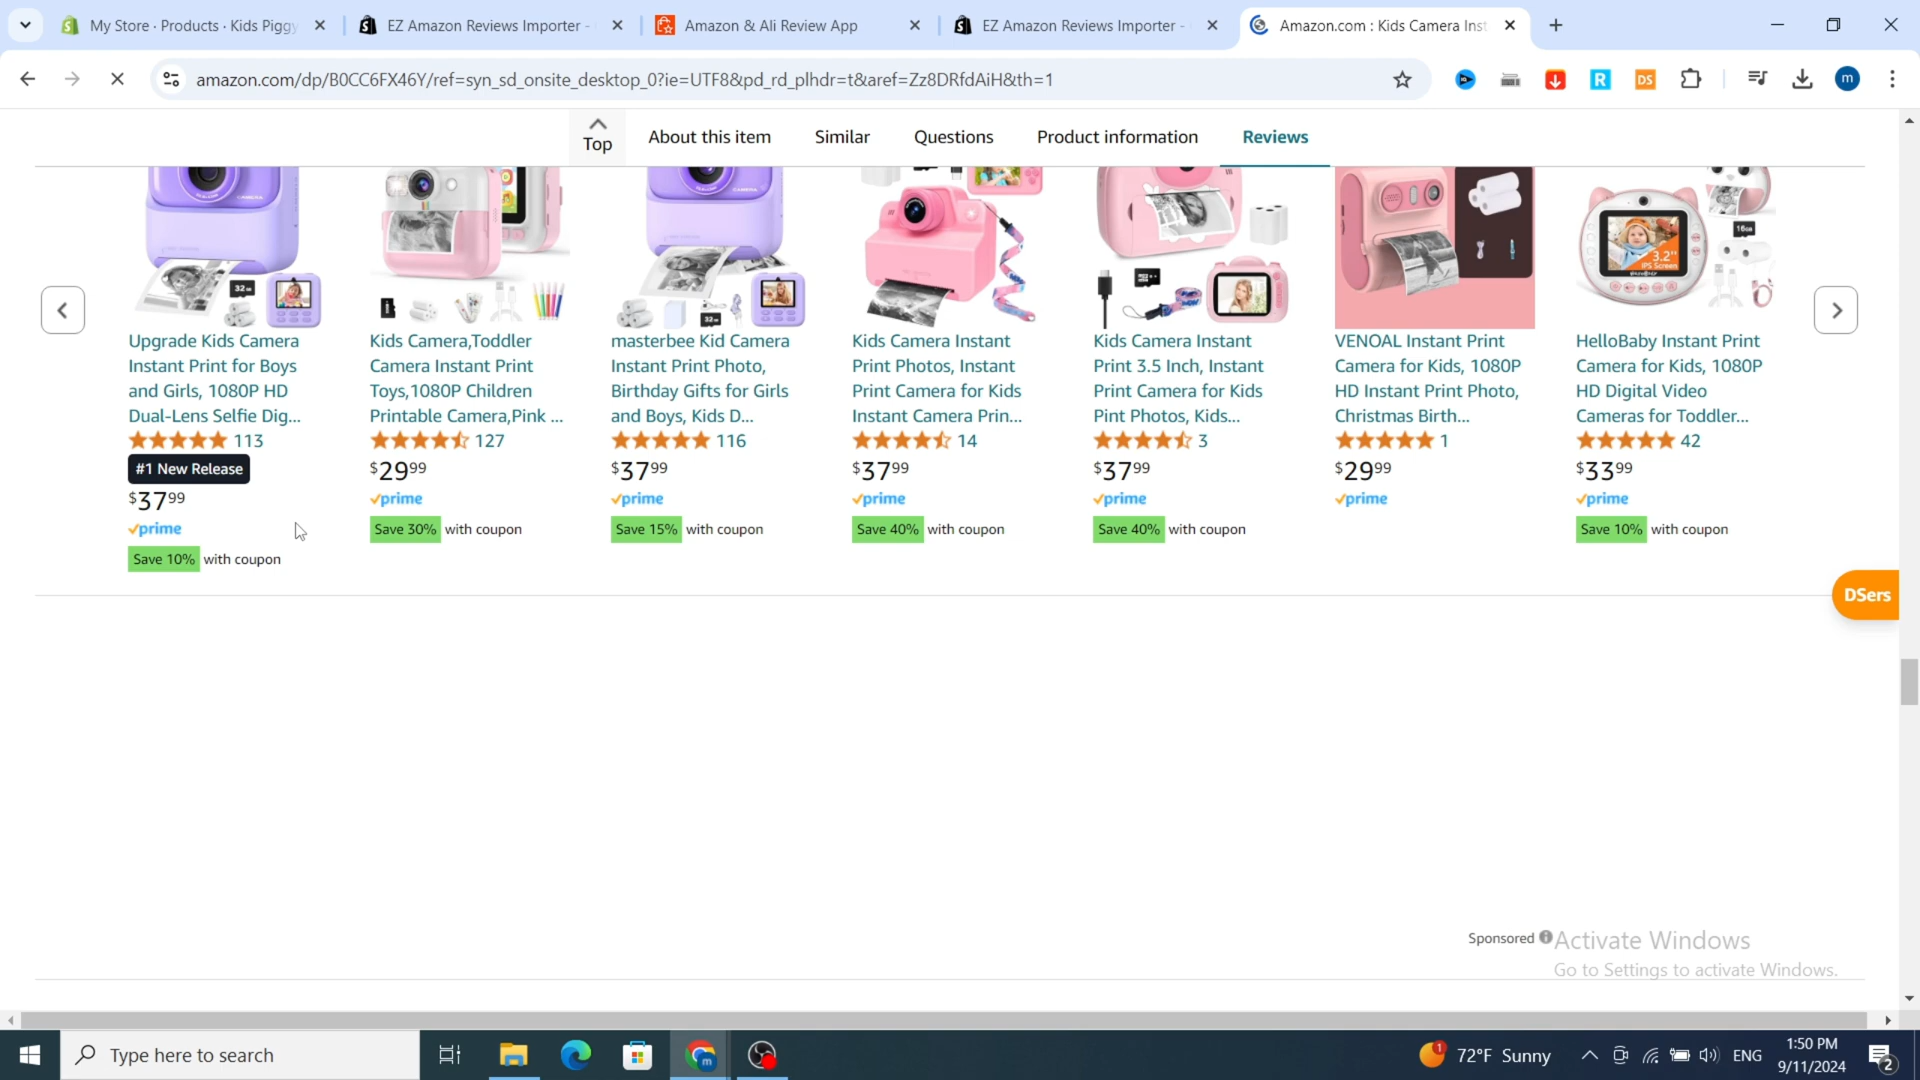 My Store · Products · Kids Piggy
EZ Amazon Reviews Importer -
Amazon & Ali Review App
EZ Amazon Reviews Importer -
Amazon.com : Kids Camera Inst
amazon.com/dp/B0CC6FX46Y/ref=syn_sd_onsite_desktop_0?ie=UTF8&pd_rd_plhdr=t&aref=Zz8DRfdAiH&th=1
R
DS
m
Top
About this item
Similar
Questions
Product information
Reviews
Upgrade Kids Camera
Instant Print for Boys
and Girls, 1080P HD
Dual-Lens Selfie Dig...
113
#1 New Release
$37.99
prime
Save 10% with coupon
Kids Camera,Toddler
Camera Instant Print
Toys,1080P Children
Printable Camera,Pink ...
127
$29.99
prime
Save 30% with coupon
masterbee Kid Camera
Instant Print Photo,
Birthday Gifts for Girls
and Boys, Kids D...
116
$37.99
prime
Save 15% with coupon
Kids Camera Instant
Print Photos, Instant
Print Camera for Kids
Instant Camera Prin...
14
$37.99
prime
Save 40% with coupon
Kids Camera Instant
Print 3.5 Inch, Instant
Print Camera for Kids
Pint Photos, Kids...
3
$37.99
prime
Save 40% with coupon
VENOAL Instant Print
Camera for Kids, 1080P
HD Instant Print Photo,
Christmas Birth...
1
$29.99
prime
3.2"
IPS Screen
HelloBaby Instant Print
Camera for Kids, 1080P
HD Digital Video
Cameras for Toddler...
42
$33.99
prime
Save 10% with coupon
DSers
Sponsored
Activate Windows
Go to Settings to activate Windows.
Type here to search
1
72°F Sunny
ENG
1:50 PM
9/11/2024
2